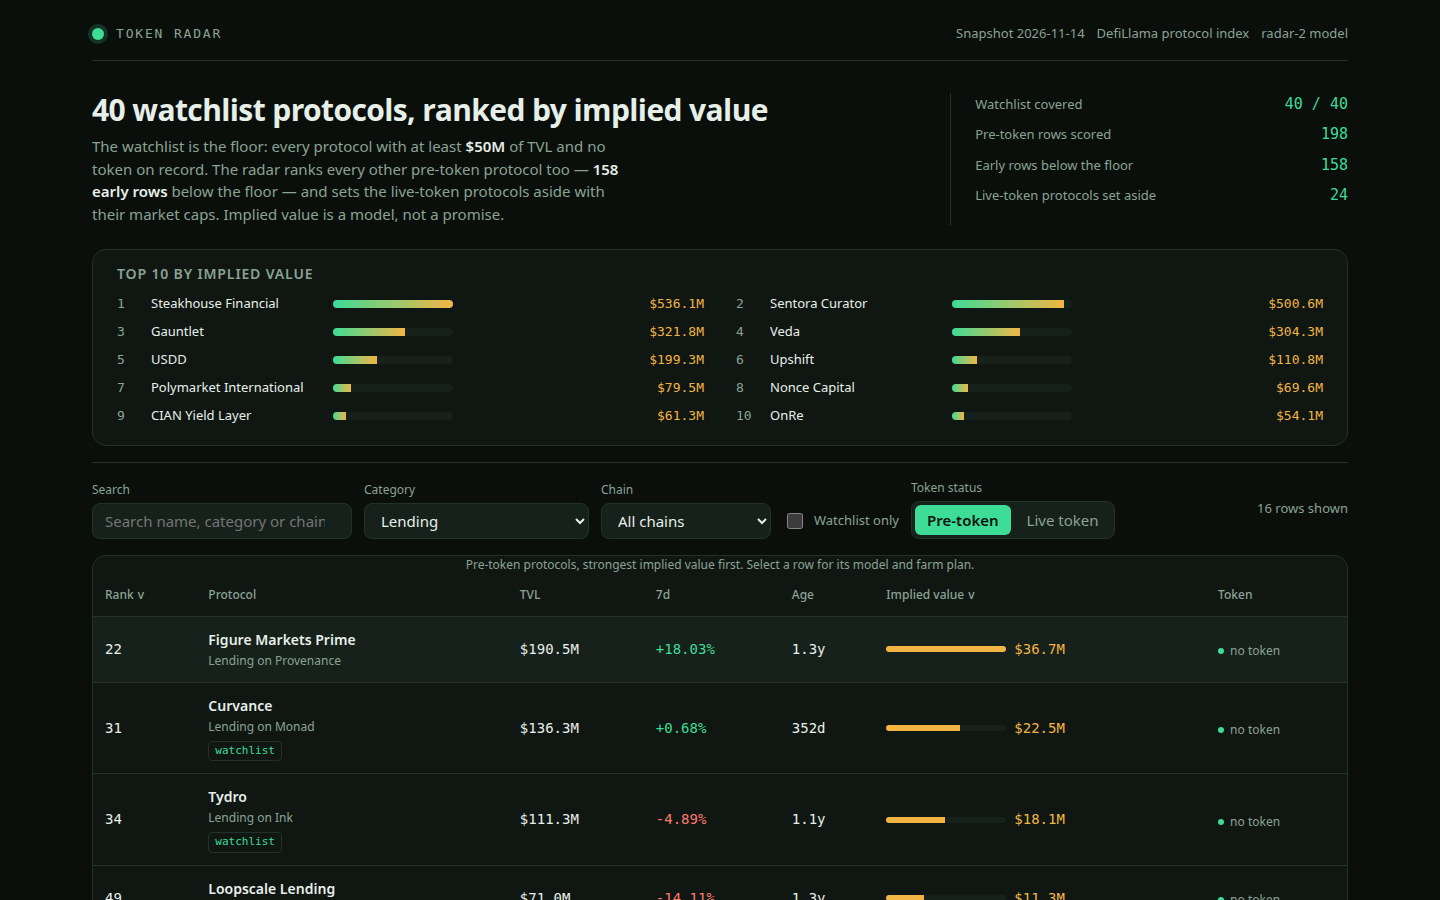 TOKEN RADAR
Snapshot 2026-11-14 DefiLlama protocol index radar-2 model
40 watchlist protocols, ranked by implied value
The watchlist is the floor: every protocol with at least $50M of TVL and no
token on record. The radar ranks every other pre-token protocol too — 158
early rows below the floor — and sets the live-token protocols aside with
their market caps. Implied value is a model, not a promise.
Watchlist covered 40 / 40
Pre-token rows scored 198
Early rows below the floor 158
Live-token protocols set aside 24
TOP 10 BY IMPLIED VALUE
1 Steakhouse Financial $536.1M 2 Sentora Curator $500.6M
3 Gauntlet $321.8M 4 Veda $304.3M
5 USDD $199.3M 6 Upshift $110.8M
7 Polymarket International $79.5M 8 Nonce Capital $69.6M
9 CIAN Yield Layer $61.3M 10 OnRe $54.1M
Search Category Chain Token status
Search name, category or chain Lending All chains Watchlist only Pre-token Live token 16 rows shown
Pre-token protocols, strongest implied value first. Select a row for its model and farm plan.
Rank v Protocol TVL 7d Age Implied value v Token
22 Figure Markets Prime $190.5M +18.03% 1.3y $36.7M no token
Lending on Provenance
31 Curvance $136.3M +0.68% 352d $22.5M no token
Lending on Monad
watchlist
34 Tydro $111.3M -4.89% 1.1y $18.1M no token
Lending on Ink
watchlist
49 Loopscale Lending $71.0M -14.11% 1.3y $11.3M no token